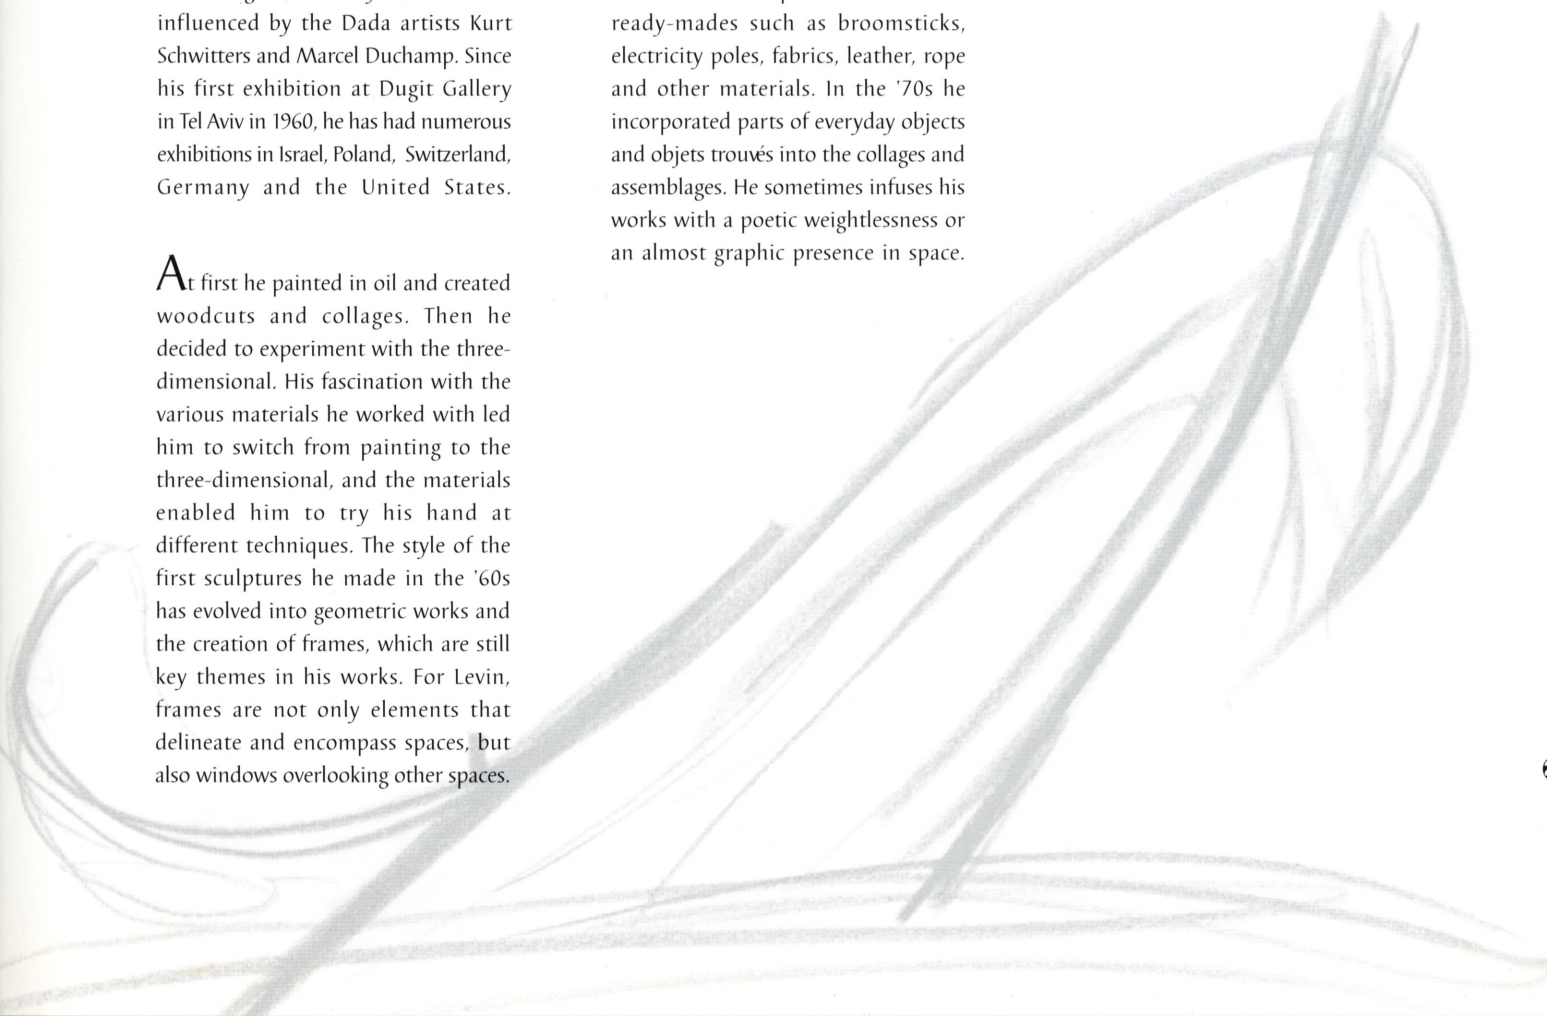 influenced by the Dada artists Kurt
Schwitters and Marcel Duchamp. Since
his first exhibition at Dugit Gallery
in Tel Aviv in 1960, he has had numerous
exhibitions in Israel, Poland, Switzerland,
Germany and the United States.
At first he painted in oil and created
woodcuts and collages. Then he
decided to experiment with the three-
dimensional. His fascination with the
various materials he worked with led
him to switch from painting to the
three-dimensional, and the materials
enabled him to try his hand at
different techniques. The style of the
first sculptures he made in the '60s
has evolved into geometric works and
the creation of frames, which are still
key themes in his works. For Levin,
frames are not only elements that
delineate and encompass spaces, but
also windows overlooking other spaces.
ready-mades such as broomsticks,
electricity poles, fabrics, leather, rope
and other materials. In the '70s he
incorporated parts of everyday objects
and objets trouvés into the collages and
assemblages. He sometimes infuses his
works with a poetic weightlessness or
an almost graphic presence in space.